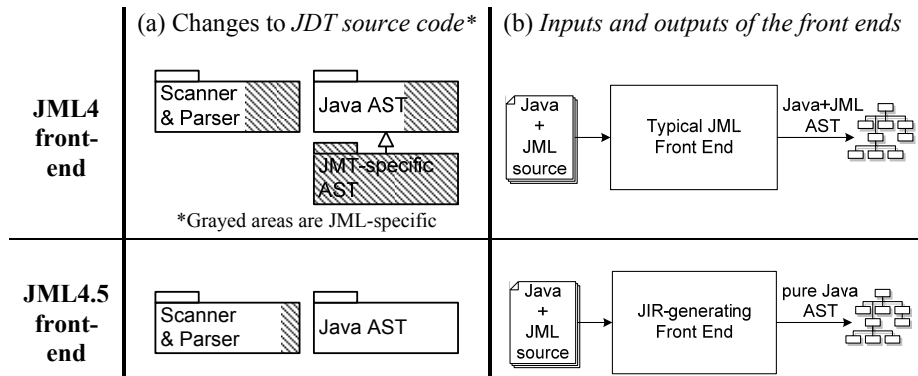 (a) Changes to JDT source code*
(b) Inputs and outputs of the front ends
JML4
front-
end
Scanner
& Parser
Java AST
JMT-specific
AST
*Grayed areas are JML-specific
Java
+
JML
source
Typical JML
Front End
Java+JML
AST
JML4.5
front-
end
Scanner
& Parser
Java AST
Java
+
JML
source
JIR-generating
Front End
pure Java
AST